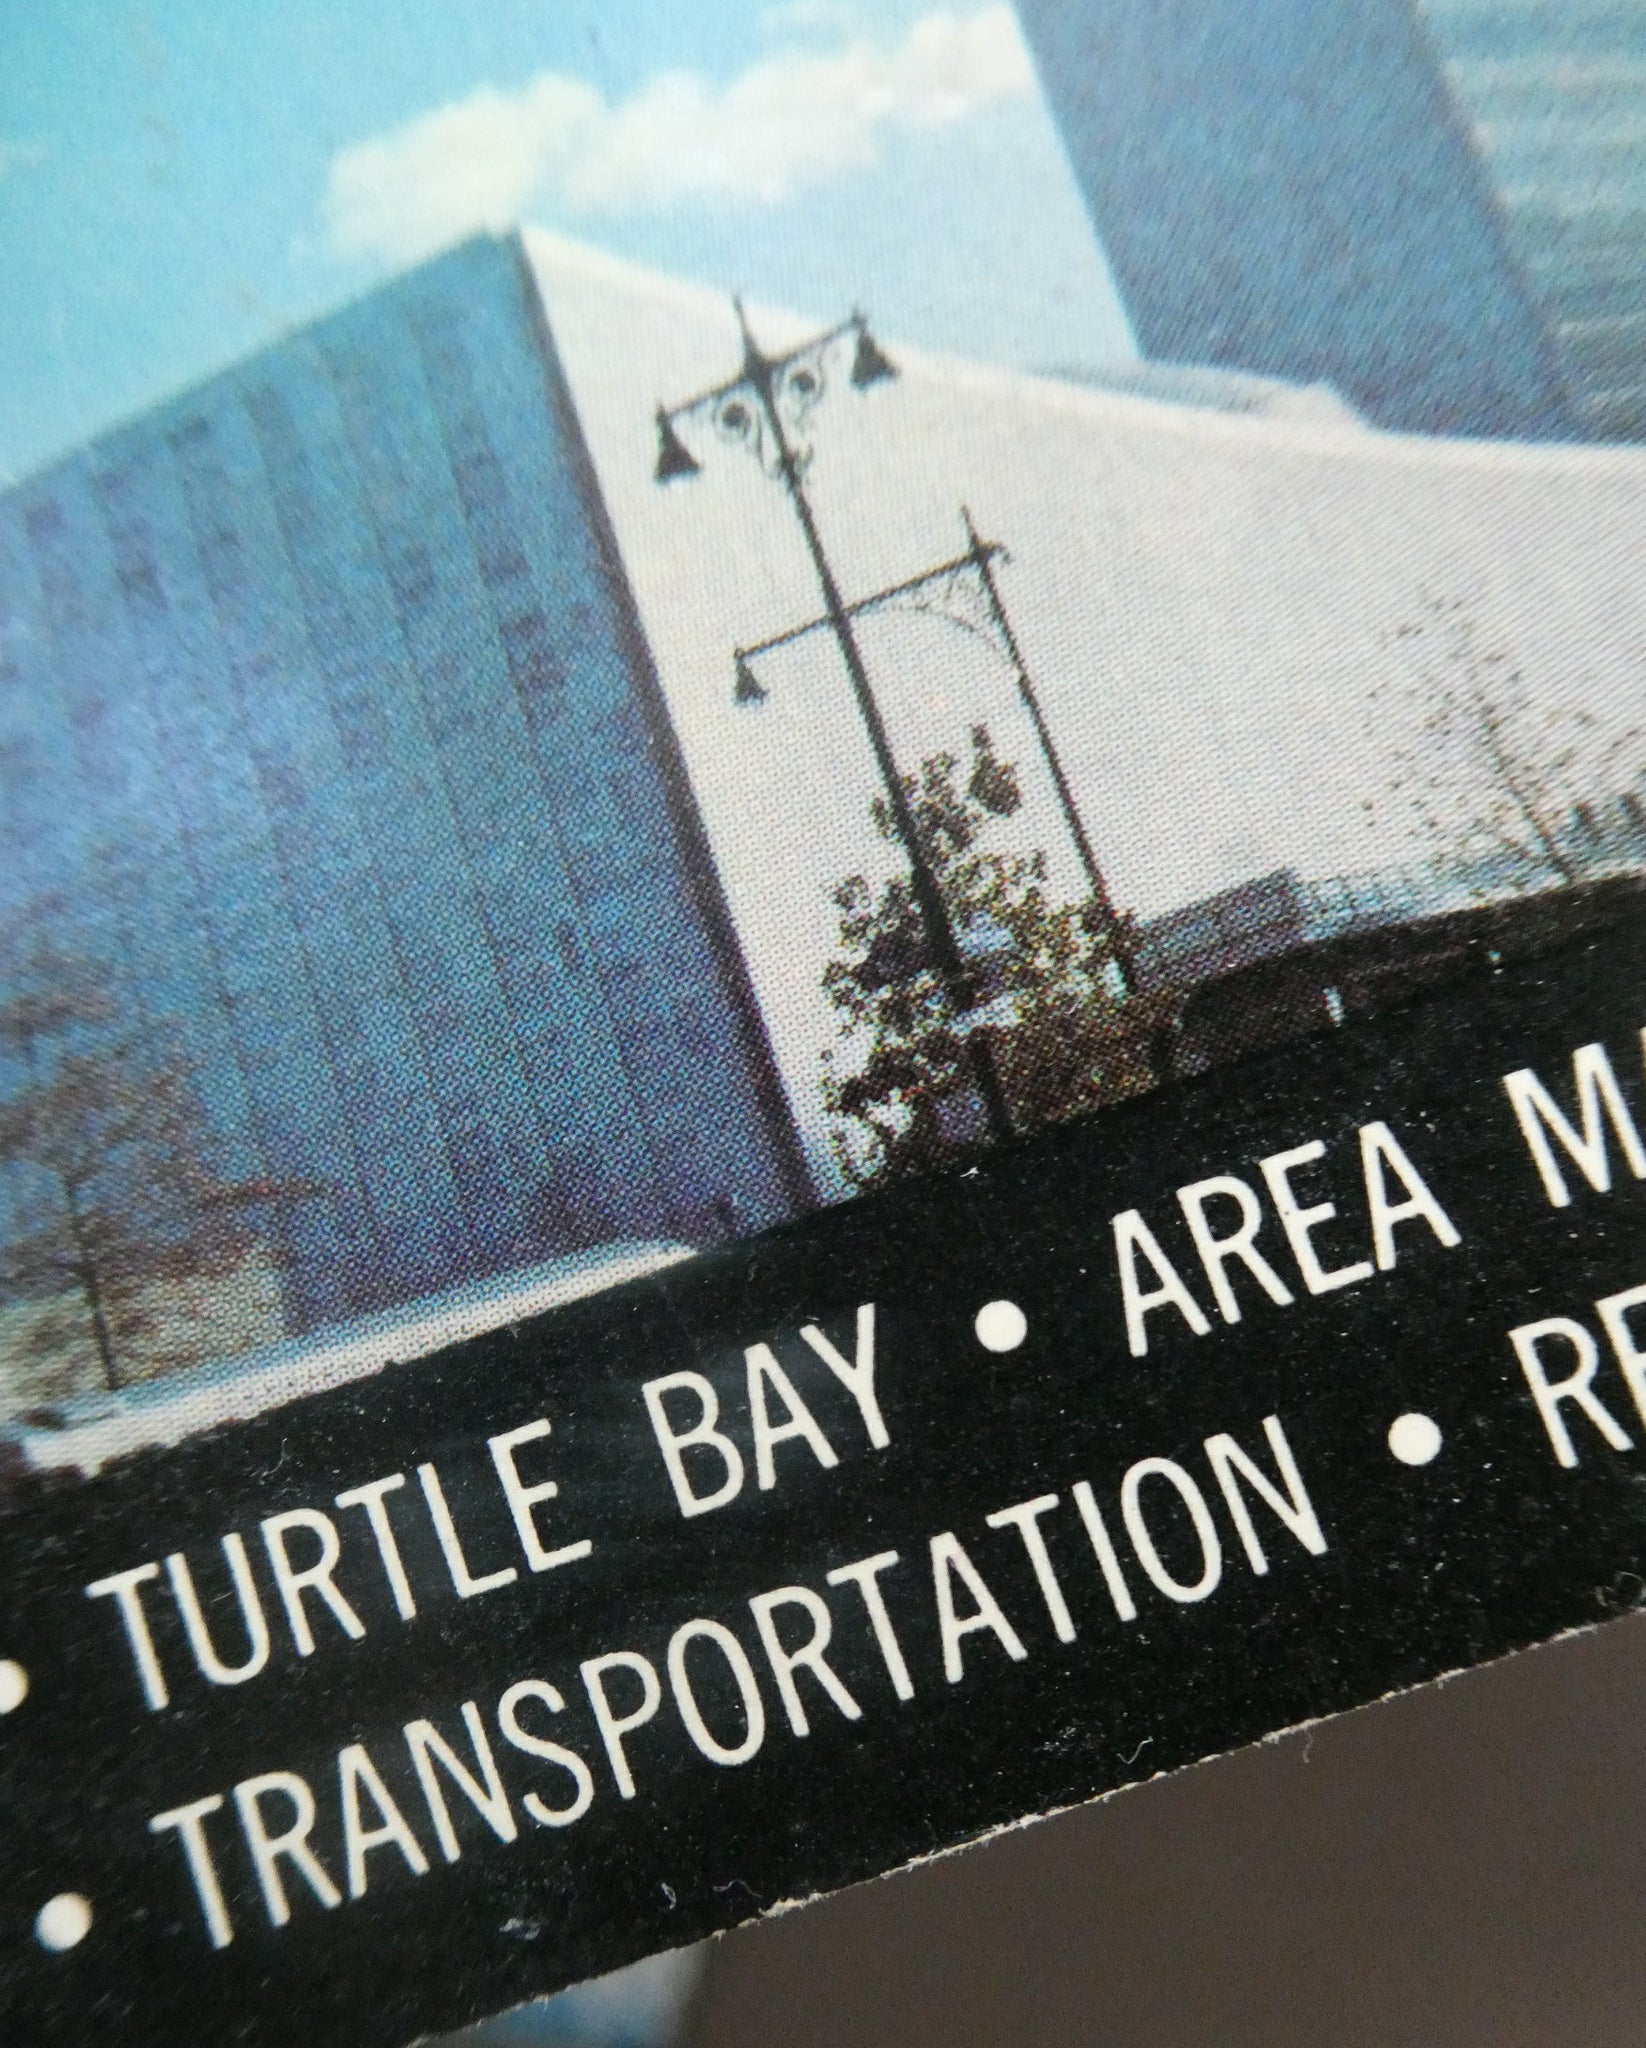 • TURTLE BAY • AREA
• TRANSPORTATION •